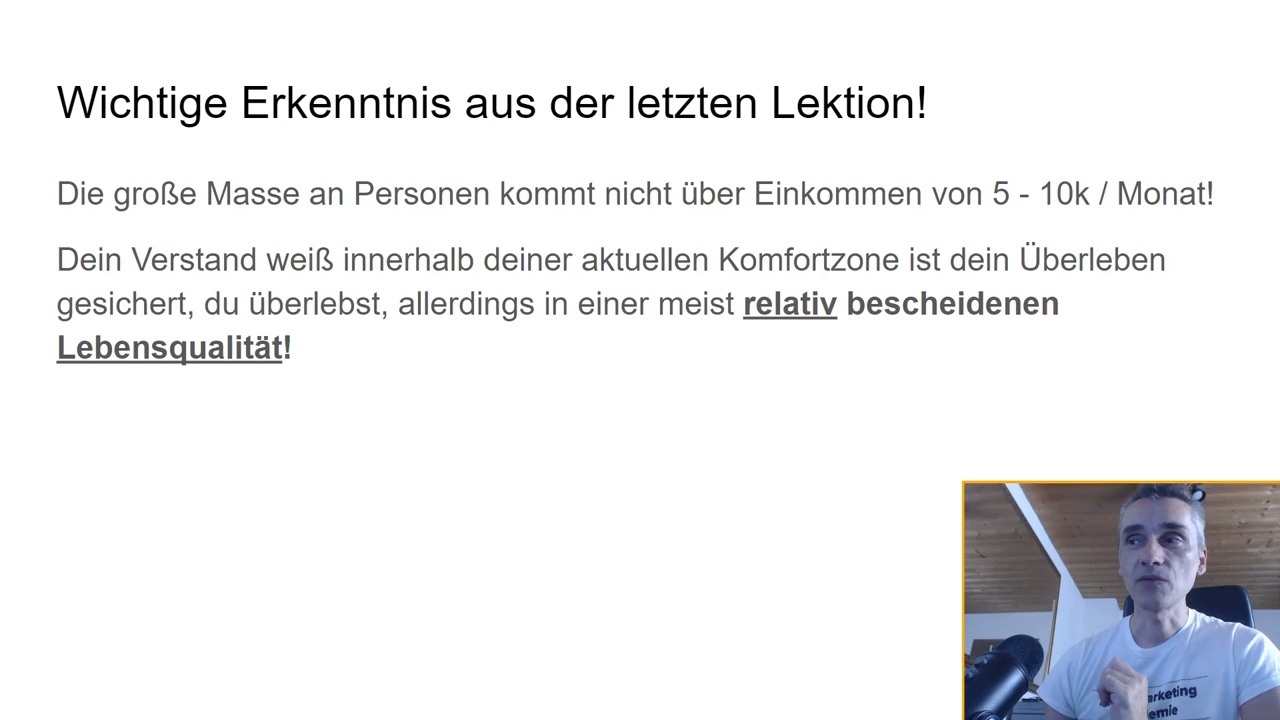 Wichtige Erkenntnis aus der letzten Lektion!
Die große Masse an Personen kommt nicht über Einkommen von 5 - 10k / Monat!
Dein Verstand weiß innerhalb deiner aktuellen Komfortzone ist dein Überleben
gesichert, du überlebst, allerdings in einer meist relativ bescheidenen
Lebensqualität!
arketing
emie